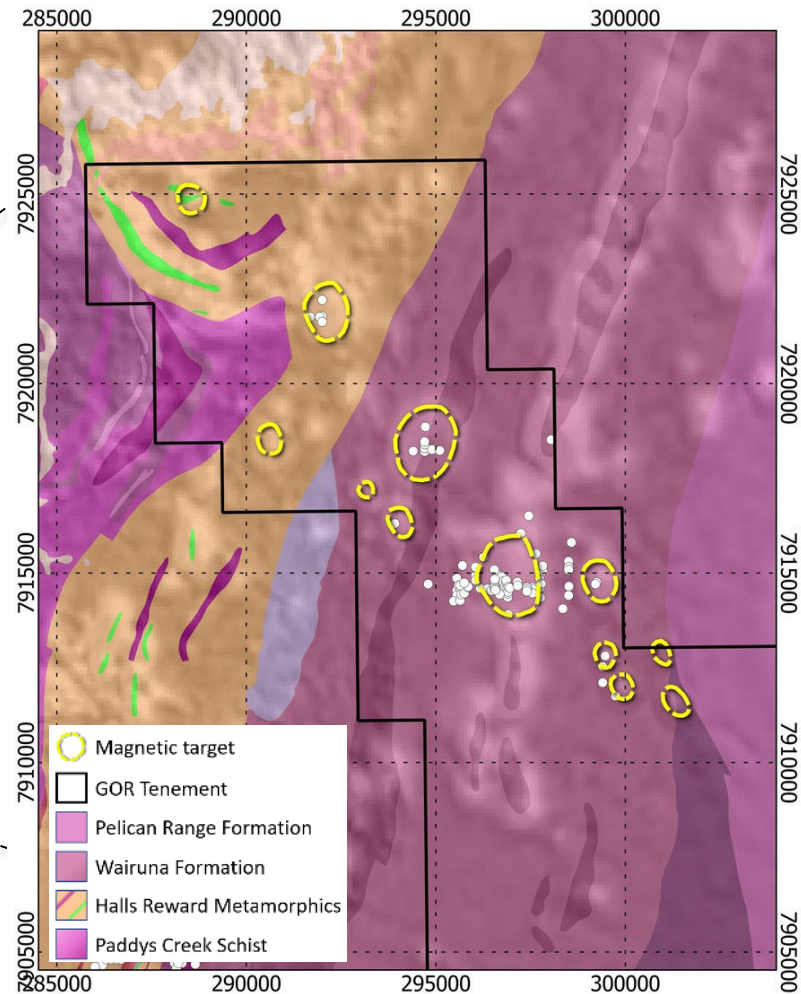 285000 290000 295000 300000
7925000 7925000
7920000 7920000
7915000 7915000
7910000 7910000
7905000 7905000
Magnetic target
GOR Tenement
Pelican Range Formation
Wairuna Formation
Halls Reward Metamorphics
Paddys Creek Schist
285000 290000 295000 300000